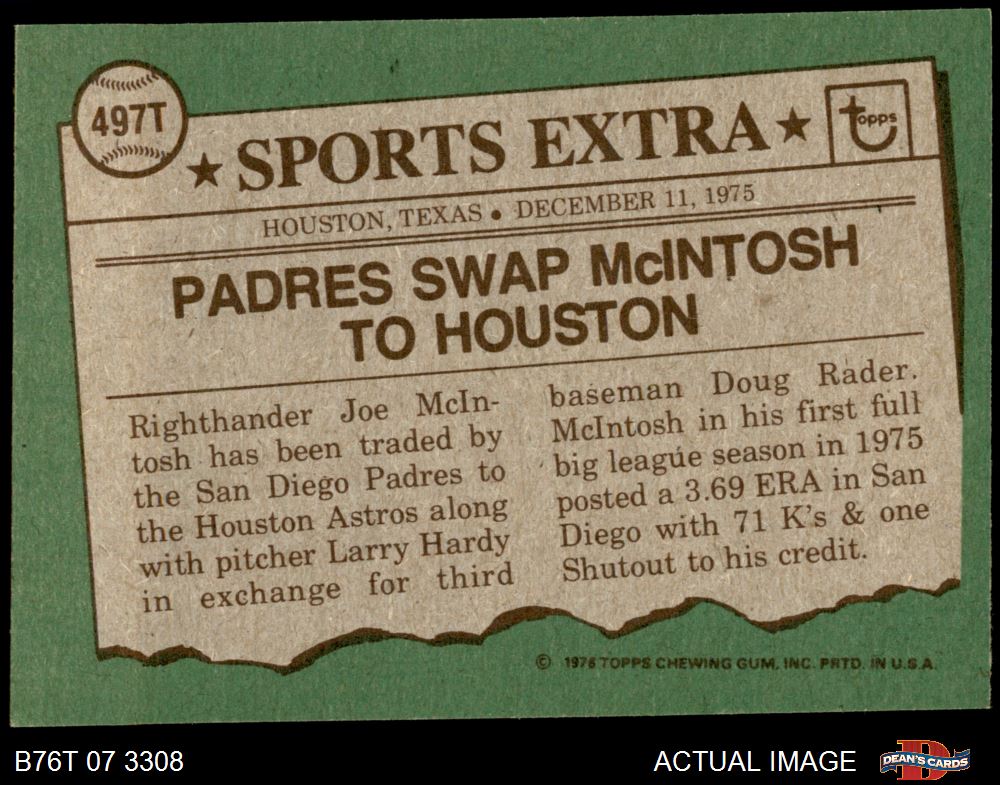 497T
★ SPORTS EXTRA ★
topps
HOUSTON, TEXAS • DECEMBER 11, 1975
PADRES SWAP McINTOSH
TO HOUSTON
Righthander Joe McIn-
tosh has been traded by
the San Diego Padres to
the Houston Astros along
with pitcher Larry Hardy
in exchange for third
baseman Doug Rader.
McIntosh in his first full
big league season in 1975
posted a 3.69 ERA in San
Diego with 71 K's & one
Shutout to his credit.
© 1976 TOPPS CHEWING GUM, INC. PRTD. IN U.S.A.
B76T 07 3308
ACTUAL IMAGE
DEAN'S CARDS